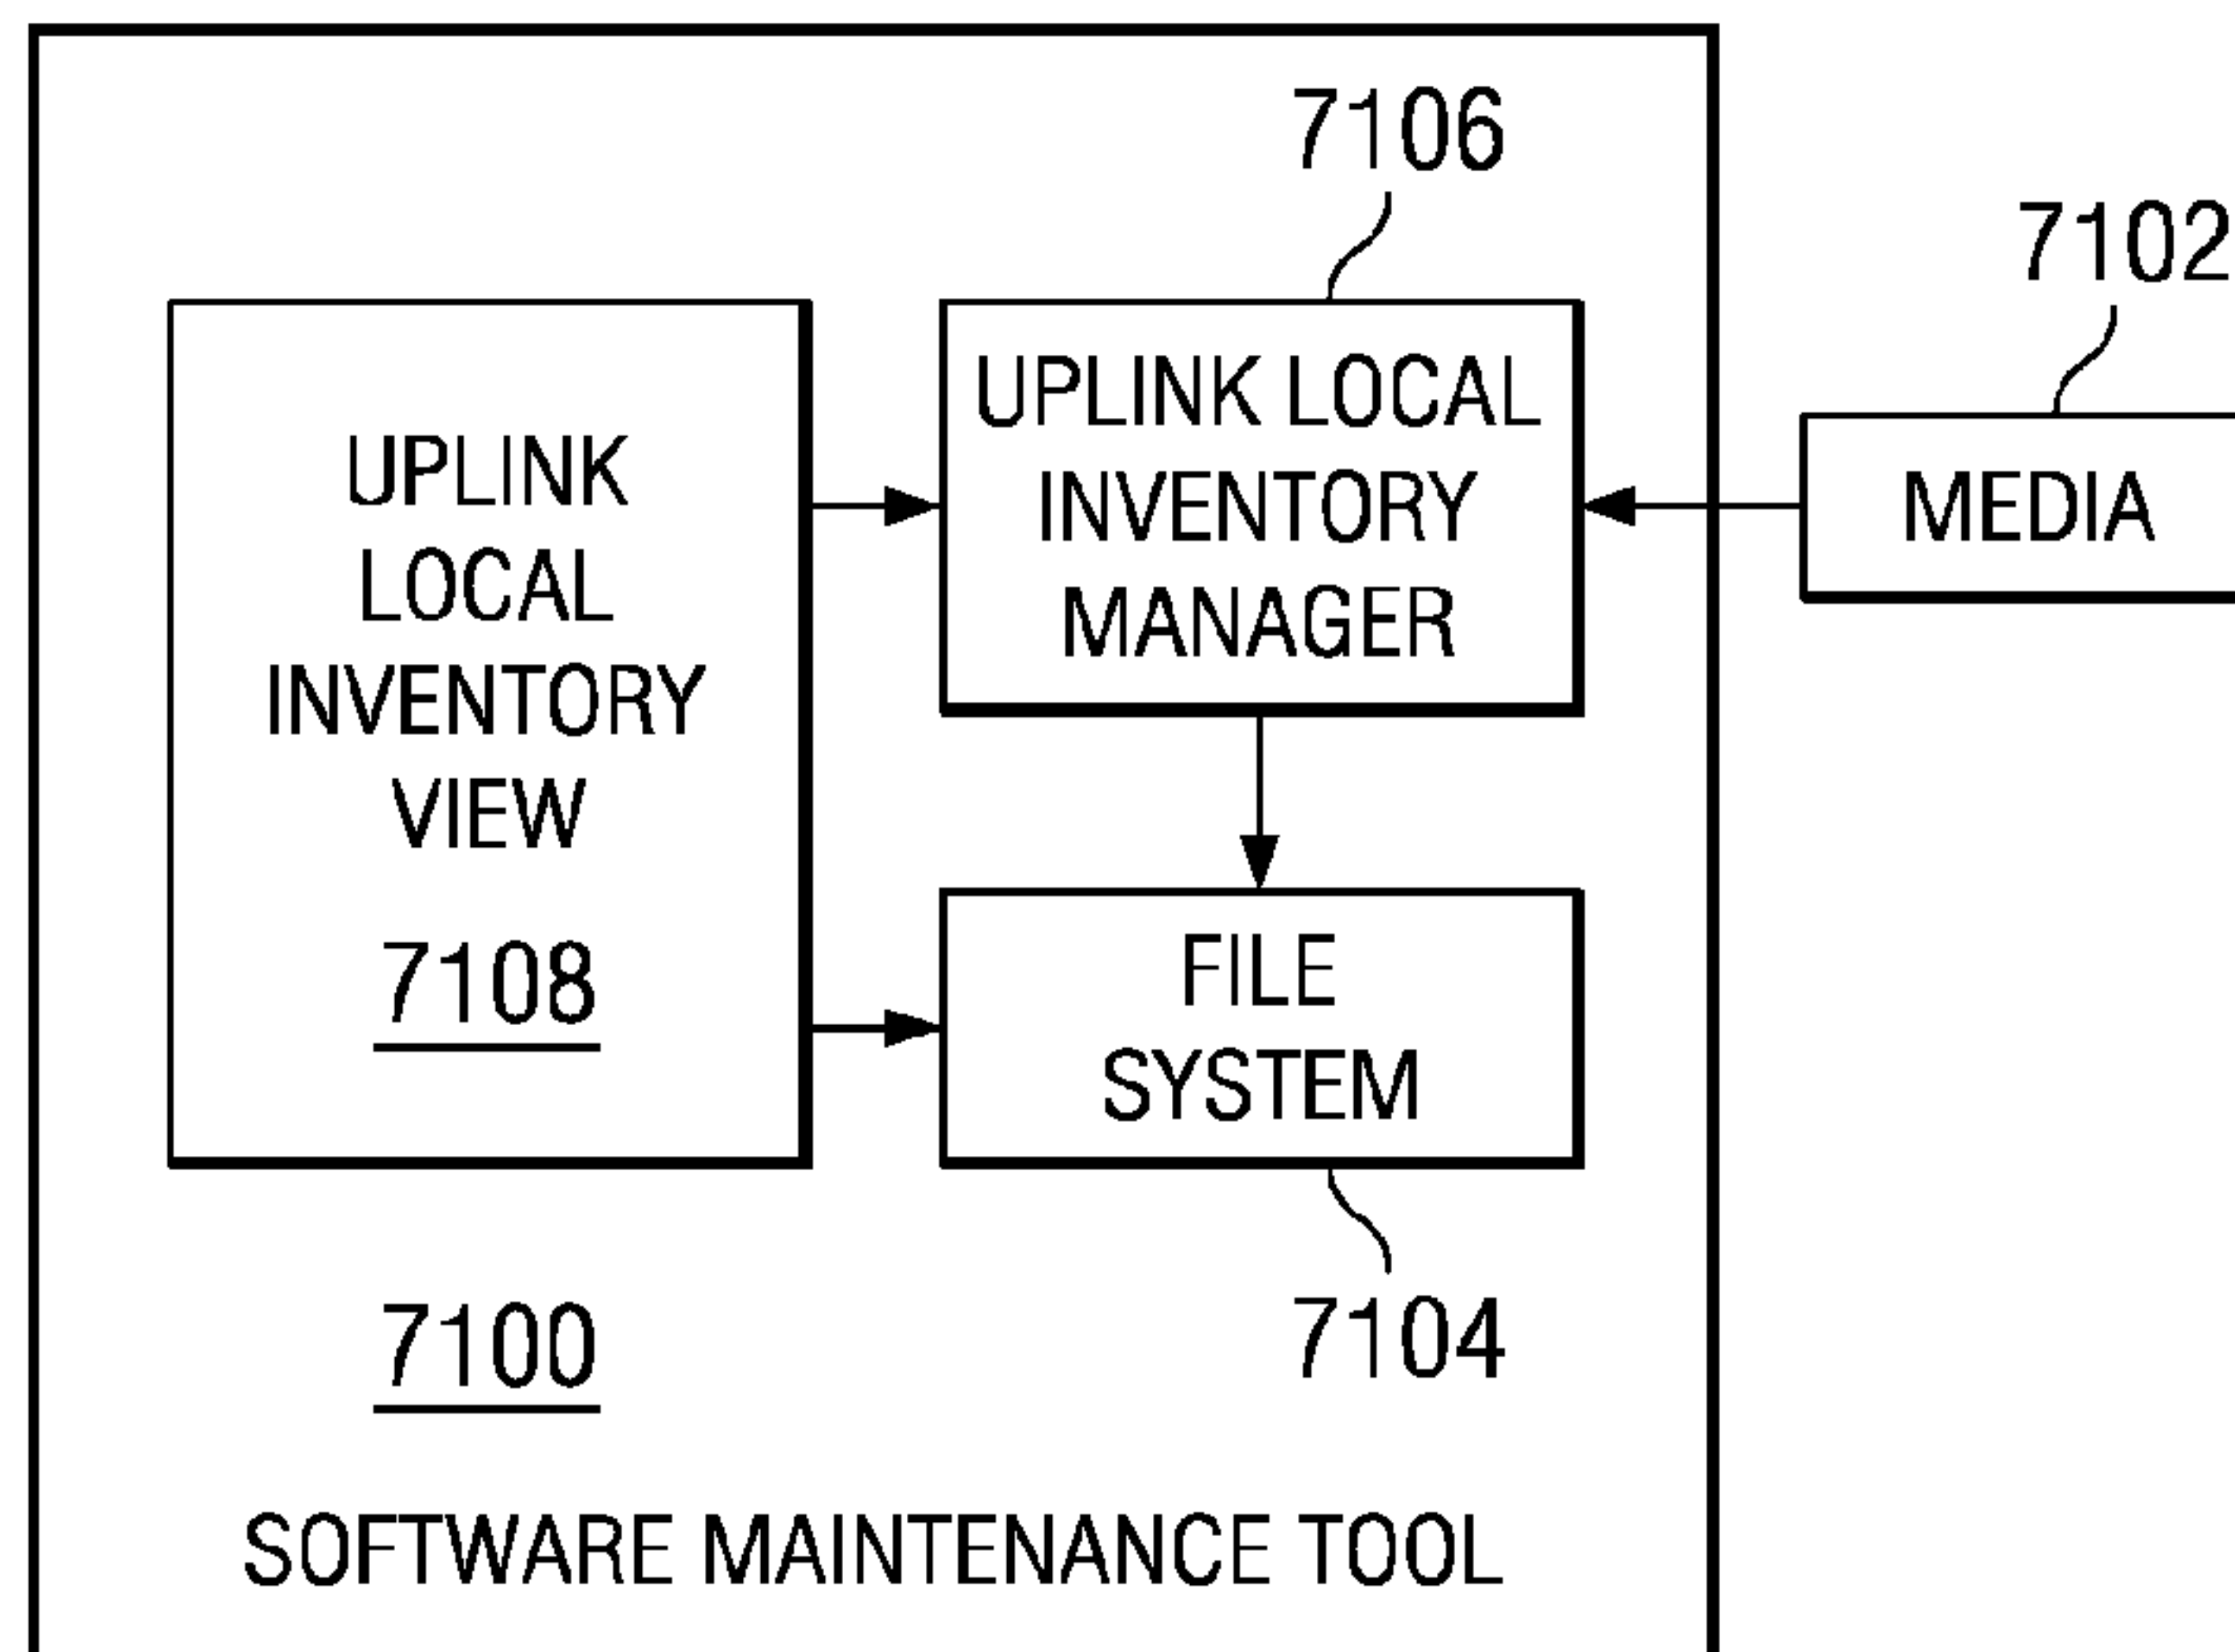 7106
7102
UPLINK
LOCAL
INVENTORY
VIEW
7108
UPLINK LOCAL
INVENTORY
MANAGER
MEDIA
FILE
SYSTEM
7104
7100
SOFTWARE MAINTENANCE TOOL